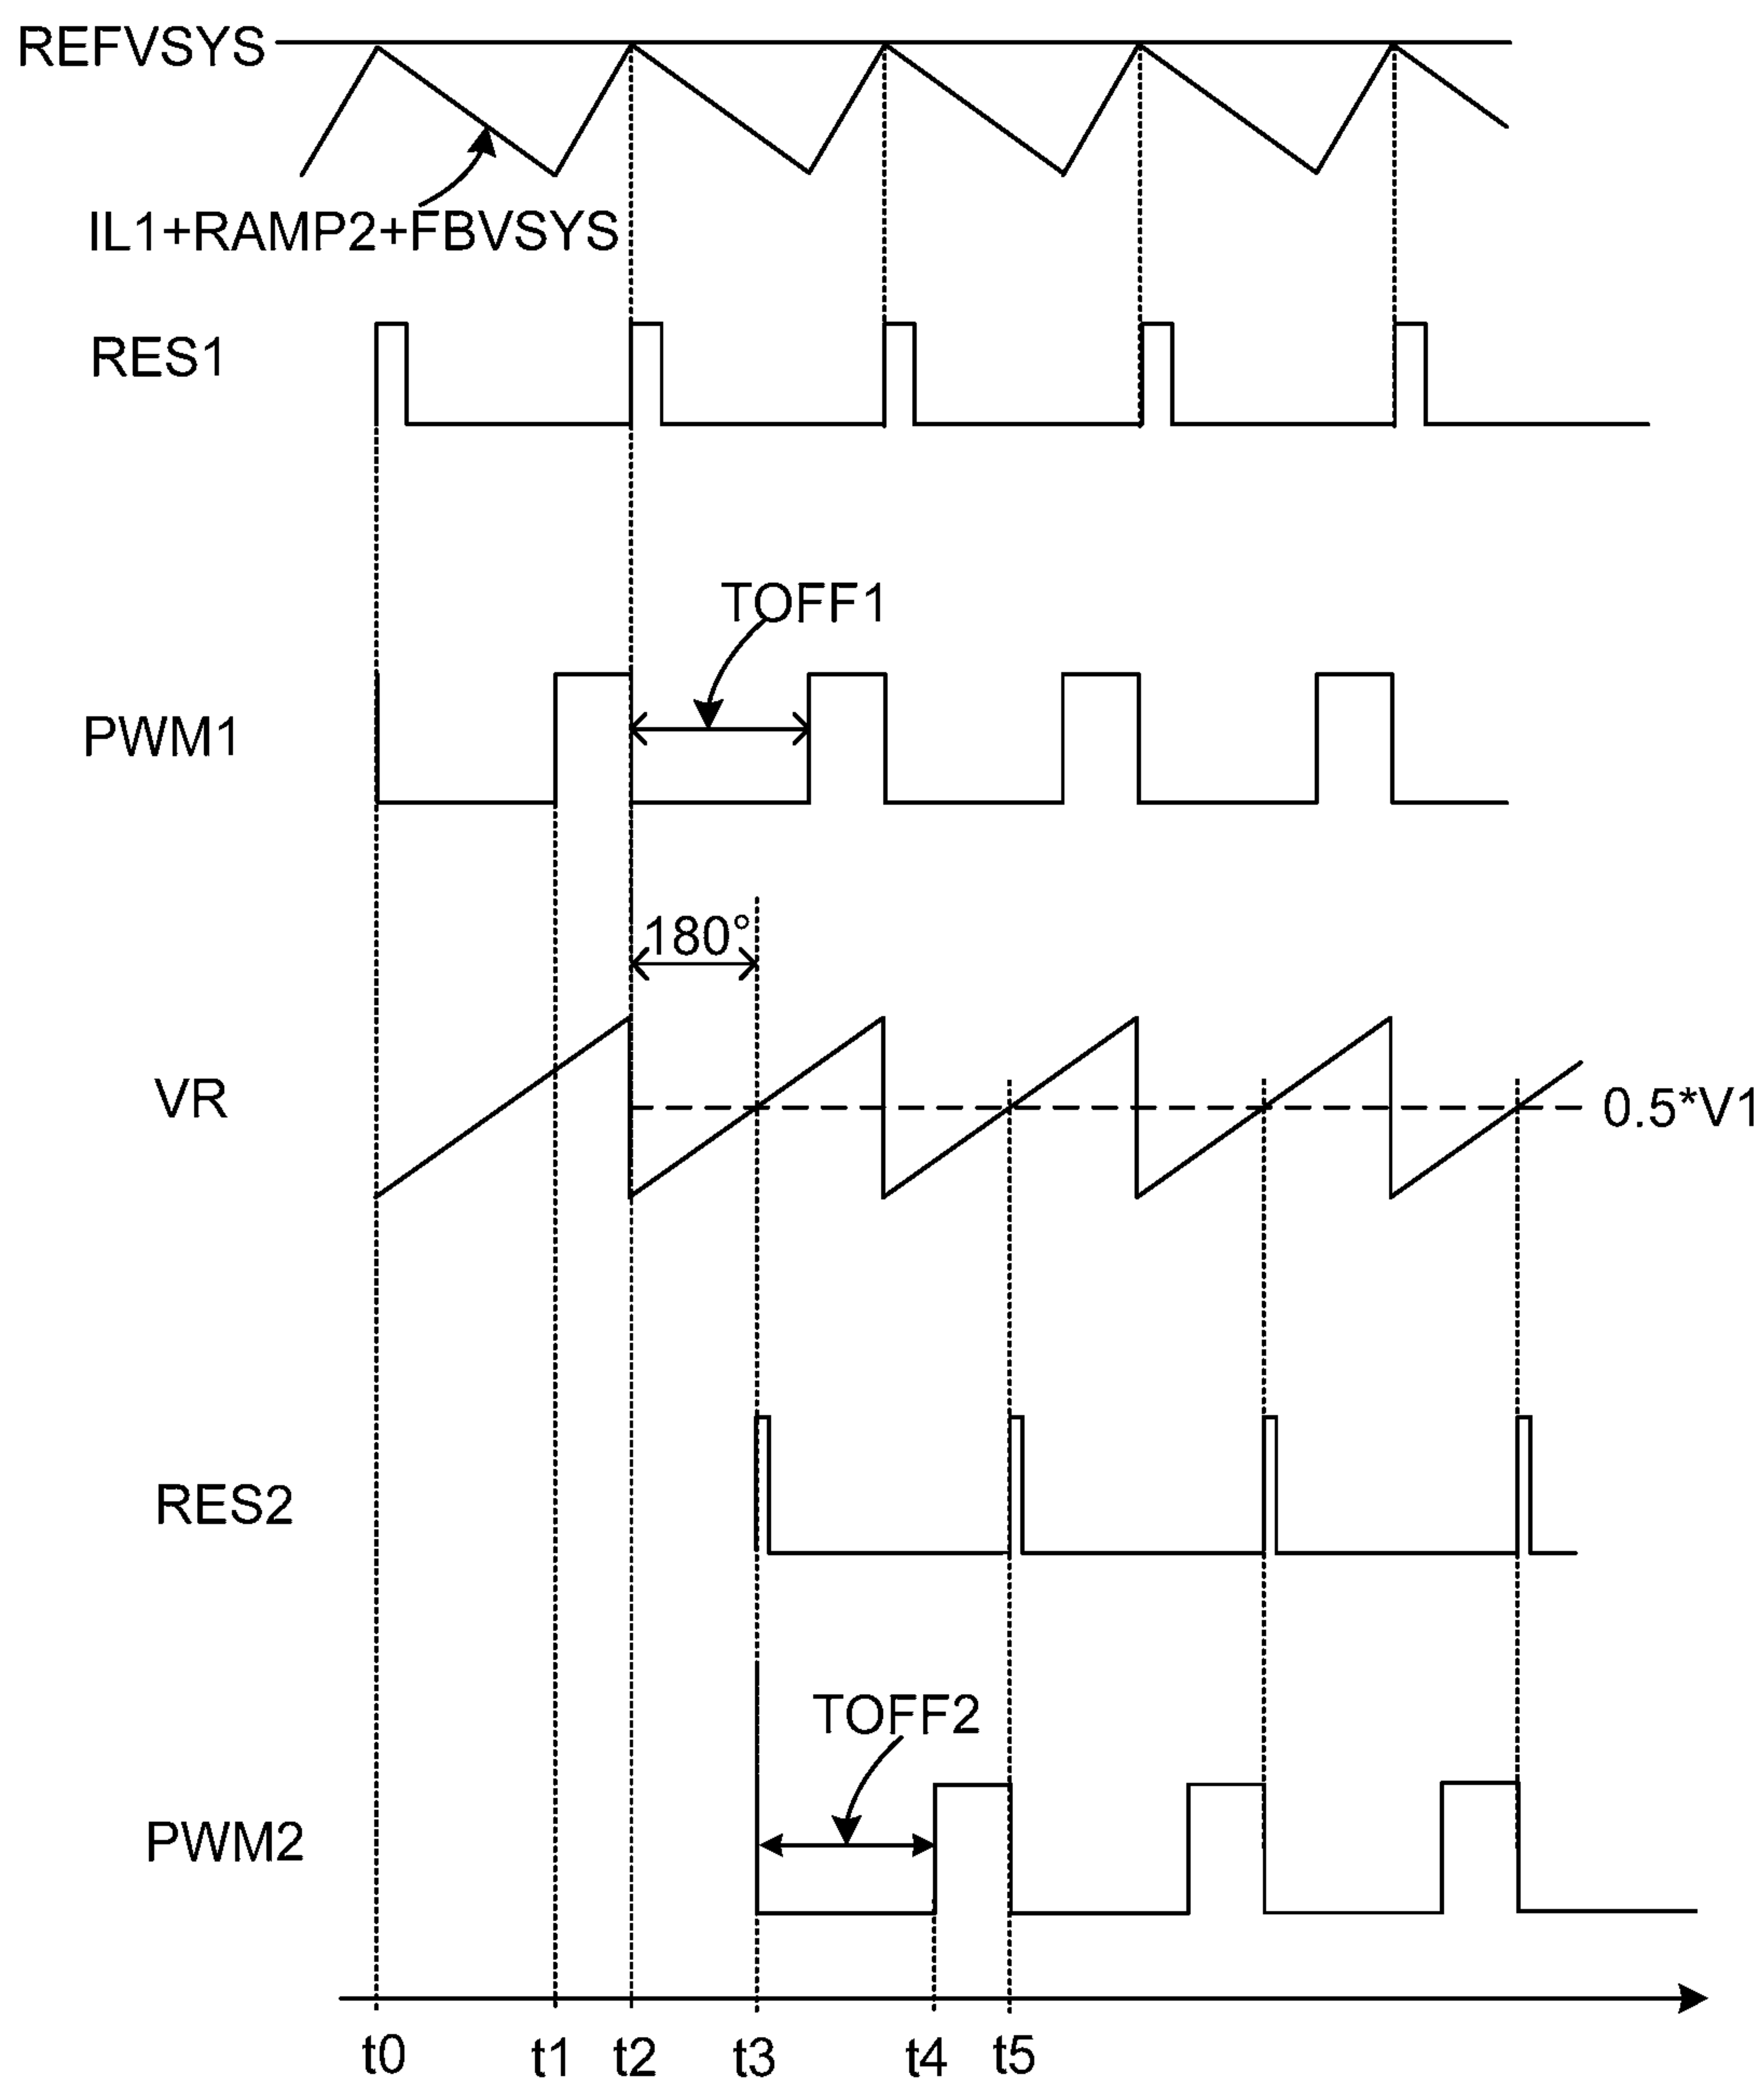 REFVSYS
IL1+RAMP2+FBVSYS
RES1
TOFF1
PWM1
180°
VR
0.5*V1
RES2
TOFF2
PWM2
t0 t1 t2 t3 t4 t5